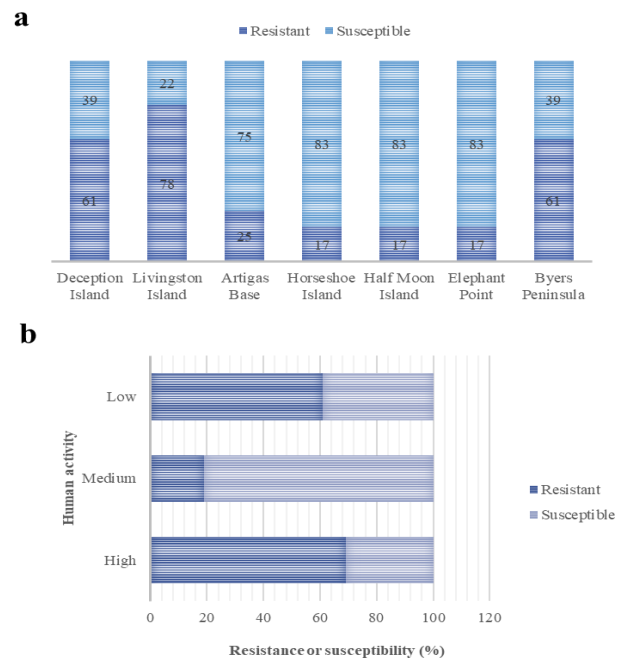 a
Resistant Susceptible
39 22 75 83 83 83 39
61 78 25 17 17 17 61
Deception Livingston Artigas Horseshoe Half Moon Elephant Byers
Island Island Base Island Island Point Peninsula
b
Low
Medium
High
Human activity
Resistant
Susceptible
0 20 40 60 80 100 120
Resistance or susceptibility (%)